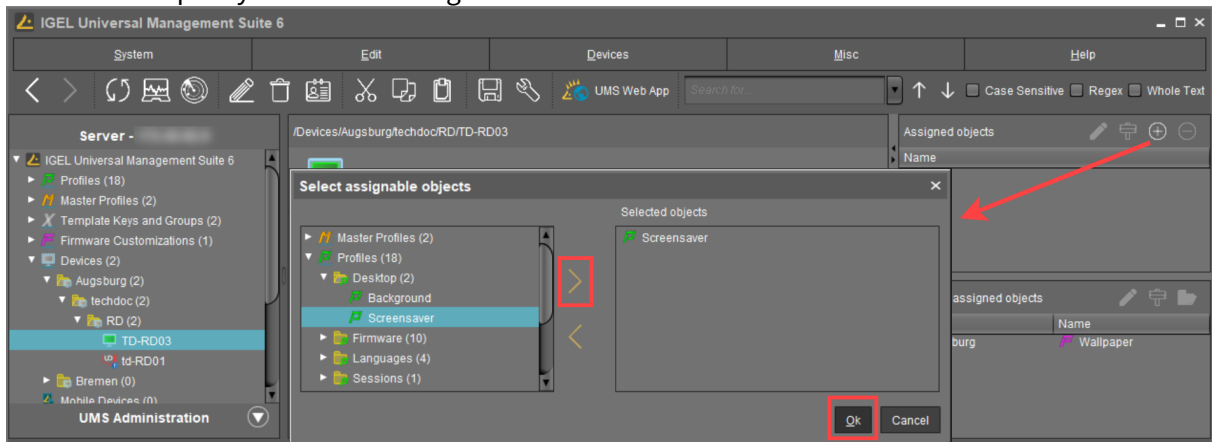 IGEL Universal Management Suite 6
System Edit Devices Misc Help
UMS Web App Search for... Case Sensitive Regex Whole Text
Server -
/Devices/Augsburg/techdoc/RD/TD-RD03
Assigned objects
Name
IGEL Universal Management Suite 6
Profiles (18)
Master Profiles (2)
Template Keys and Groups (2)
Firmware Customizations (1)
Devices (2)
Augsburg (2)
techdoc (2)
RD (2)
TD-RD03
td-RD01
Bremen (0)
Mobile Devices (0)
UMS Administration
Select assignable objects
Master Profiles (2)
Profiles (18)
Desktop (2)
Background
Screensaver
Firmware (10)
Languages (4)
Sessions (1)
Selected objects
Screensaver
Ok Cancel
assigned objects
Name
burg Wallpaper